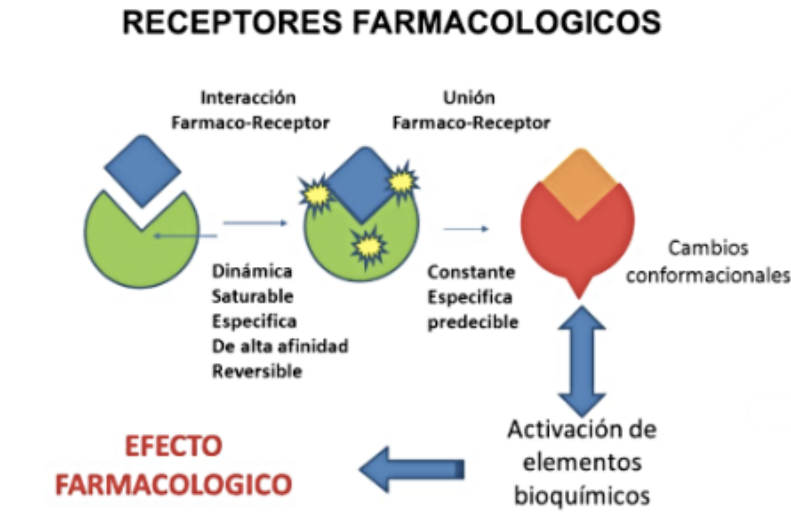 RECEPTORES FARMACOLOGICOS
Interacción
Farmaco-Receptor
Unión
Farmaco-Receptor
Dinámica
Saturable
Especifica
De alta afinidad
Reversible
Constante
Especifica
predecible
Cambios
conformacionales
Activación de
elementos
bioquímicos
EFECTO
FARMACOLOGICO